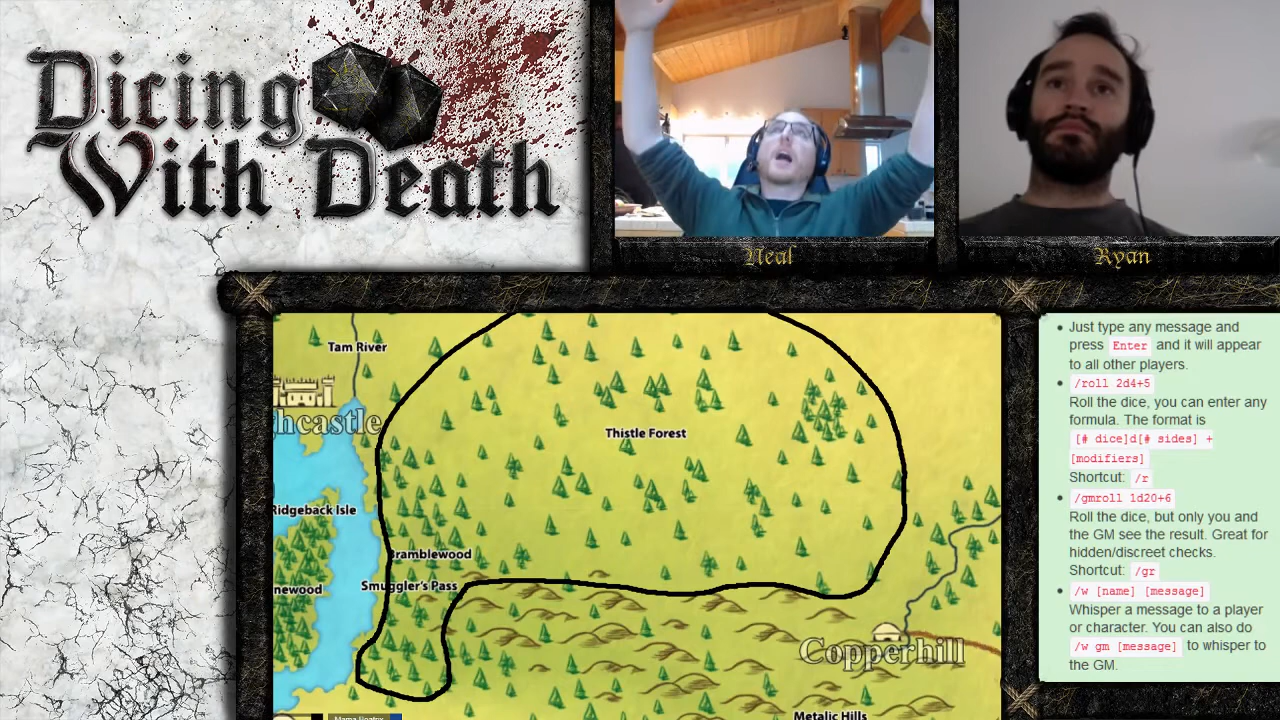 Dicing
With Death
Neal
Ryan
Tam River
ghcastle
Thistle Forest
Ridgeback Isle
Bramblewood
Smuggler's Pass
newood
Copperhill
Metalic Hills
Mama Beatrix
Just type any message and
press Enter and it will appear
to all other players.
/roll 2d4+5
Roll the dice, you can enter any
formula. The format is
[# dice]d[# sides] +
[modifiers]
Shortcut: /r
/gmroll 1d20+6
Roll the dice, but only you and
the GM see the result. Great for
hidden/discreet checks.
Shortcut: /gr
/w [name] [message]
Whisper a message to a player
or character. You can also do
/w gm [message] to whisper to
the GM.